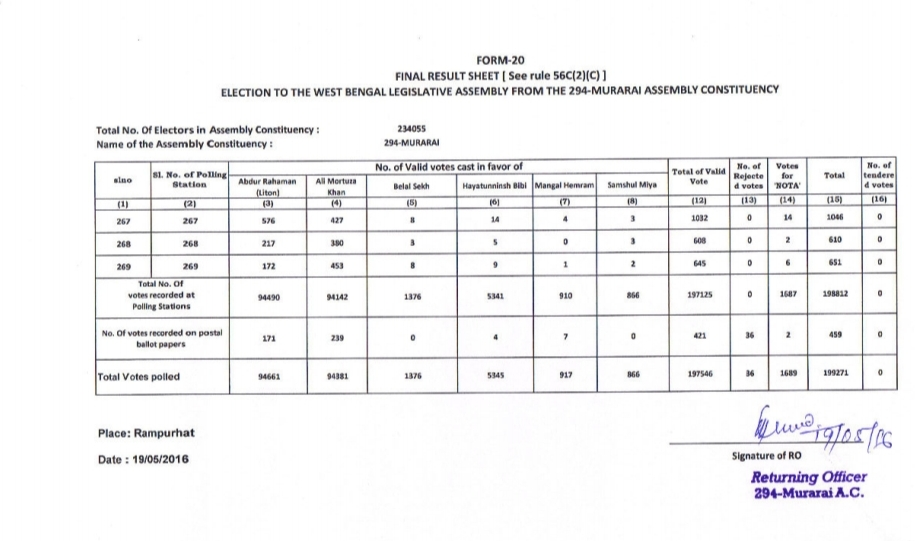 FORM-20
FINAL RESULT SHEET [ See rule 56C(2)(C) ]
ELECTION TO THE WEST BENGAL LEGISLATIVE ASSEMBLY FROM THE 294-MURARAI ASSEMBLY CONSTITUENCY
Total No. Of Electors in Assembly Constituency : 234055
Name of the Assembly Constituency : 294-MURARAI
slno Sl. No. of Polling Station No. of Valid votes cast in favor of Total of Valid Vote No. of Rejecte d votes Votes for 'NOTA' Total No. of tendere d votes
Abdur Rahaman (Liton) Ali Mortuza Khan Belal Sekh Hayatunninsh Bibi Mangal Hemram Samshul Miya
(1) (2) (3) (4) (5) (6) (7) (8) (12) (13) (14) (15) (16)
267 267 576 427 8 14 4 3 1032 0 14 1046 0
268 268 217 380 3 5 0 3 608 0 2 610 0
269 269 172 453 8 9 1 2 645 0 6 651 0
Total No. Of votes recorded at Polling Stations 94490 94142 1376 5341 910 866 197125 0 1687 198812 0
No. Of votes recorded on postal ballot papers 171 239 0 4 7 0 421 36 2 459 0
Total Votes polled 94661 94381 1376 5345 917 866 197546 36 1689 199271 0
Place: Rampurhat
Date : 19/05/2016
19/05/16
Signature of RO
Returning Officer
294-Murarai A.C.